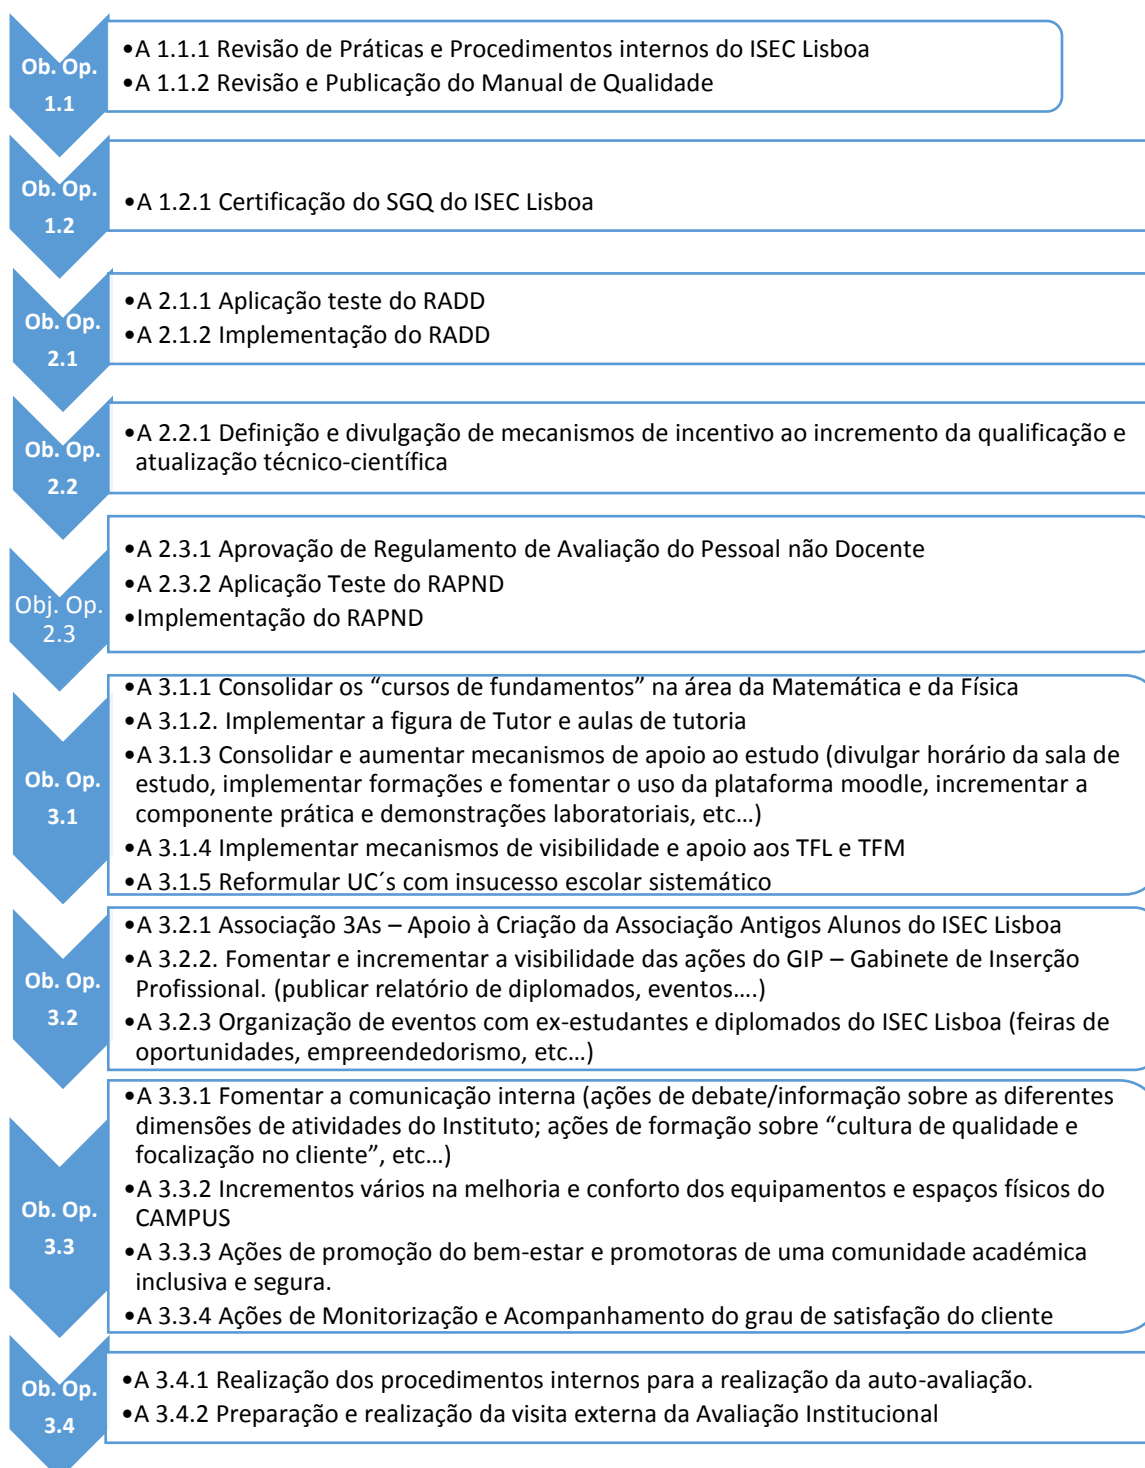 Ob. Op.
1.1
•A 1.1.1 Revisão de Práticas e Procedimentos internos do ISEC Lisboa
•A 1.1.2 Revisão e Publicação do Manual de Qualidade
Ob. Op.
1.2
•A 1.2.1 Certificação do SGQ do ISEC Lisboa
Ob. Op.
2.1
•A 2.1.1 Aplicação teste do RADD
•A 2.1.2 Implementação do RADD
Ob. Op.
2.2
•A 2.2.1 Definição e divulgação de mecanismos de incentivo ao incremento da qualificação e
atualização técnico-científica
Obj. Op.
2.3
•A 2.3.1 Aprovação de Regulamento de Avaliação do Pessoal não Docente
•A 2.3.2 Aplicação Teste do RAPND
•Implementação do RAPND
Ob. Op.
3.1
•A 3.1.1 Consolidar os “cursos de fundamentos” na área da Matemática e da Física
•A 3.1.2. Implementar a figura de Tutor e aulas de tutoria
•A 3.1.3 Consolidar e aumentar mecanismos de apoio ao estudo (divulgar horário da sala de
estudo, implementar formações e fomentar o uso da plataforma moodle, incrementar a
componente prática e demonstrações laboratoriais, etc…)
•A 3.1.4 Implementar mecanismos de visibilidade e apoio aos TFL e TFM
•A 3.1.5 Reformular UC´s com insucesso escolar sistemático
Ob. Op.
3.2
•A 3.2.1 Associação 3As – Apoio à Criação da Associação Antigos Alunos do ISEC Lisboa
•A 3.2.2. Fomentar e incrementar a visibilidade das ações do GIP – Gabinete de Inserção
Profissional. (publicar relatório de diplomados, eventos….)
•A 3.2.3 Organização de eventos com ex-estudantes e diplomados do ISEC Lisboa (feiras de
oportunidades, empreendedorismo, etc…)
Ob. Op.
3.3
•A 3.3.1 Fomentar a comunicação interna (ações de debate/informação sobre as diferentes
dimensões de atividades do Instituto; ações de formação sobre “cultura de qualidade e
focalização no cliente”, etc…)
•A 3.3.2 Incrementos vários na melhoria e conforto dos equipamentos e espaços físicos do
CAMPUS
•A 3.3.3 Ações de promoção do bem-estar e promotoras de uma comunidade académica
inclusiva e segura.
•A 3.3.4 Ações de Monitorização e Acompanhamento do grau de satisfação do cliente
Ob. Op.
3.4
•A 3.4.1 Realização dos procedimentos internos para a realização da auto-avaliação.
•A 3.4.2 Preparação e realização da visita externa da Avaliação Institucional